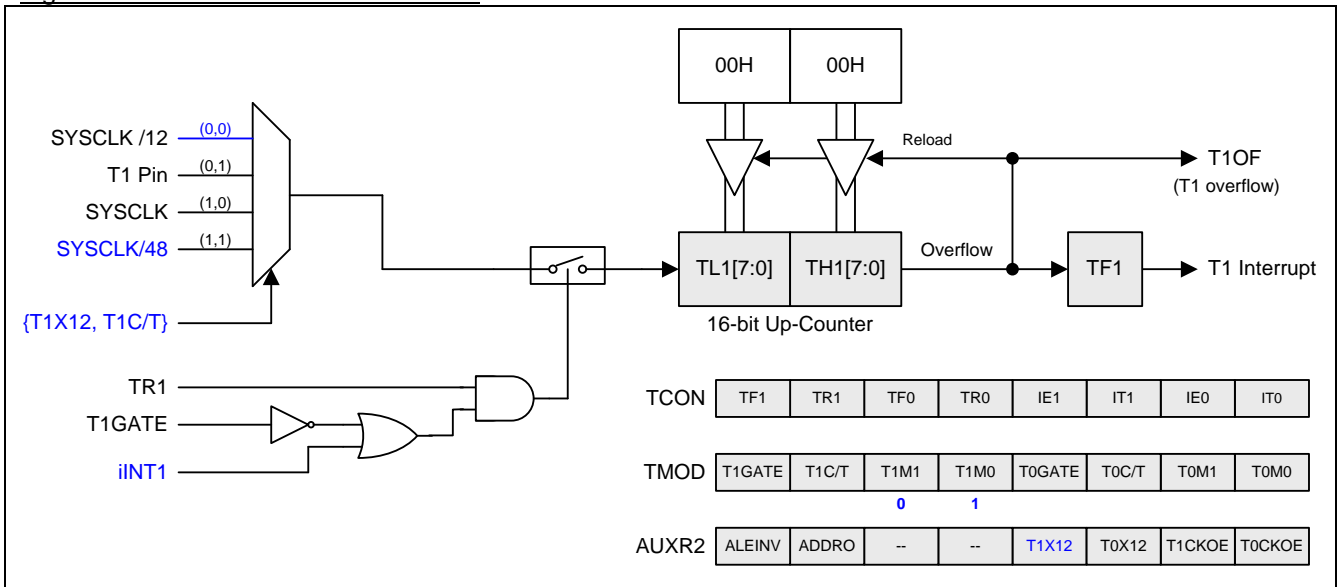 00H 00H
SYSCLK /12 (0,0)
T1 Pin (0,1)
SYSCLK (1,0)
SYSCLK/48 (1,1)
Reload
T1OF
(T1 overflow)
TL1[7:0] TH1[7:0] Overflow TF1 T1 Interrupt
16-bit Up-Counter
{T1X12, T1C/T}
TR1
T1GATE
iINT1
TCON TF1 TR1 TF0 TR0 IE1 IT1 IE0 IT0
TMOD T1GATE T1C/T T1M1 T1M0 T0GATE T0C/T T0M1 T0M0
0 1
AUXR2 ALEINV ADDRO -- -- T1X12 T0X12 T1CKOE T0CKOE